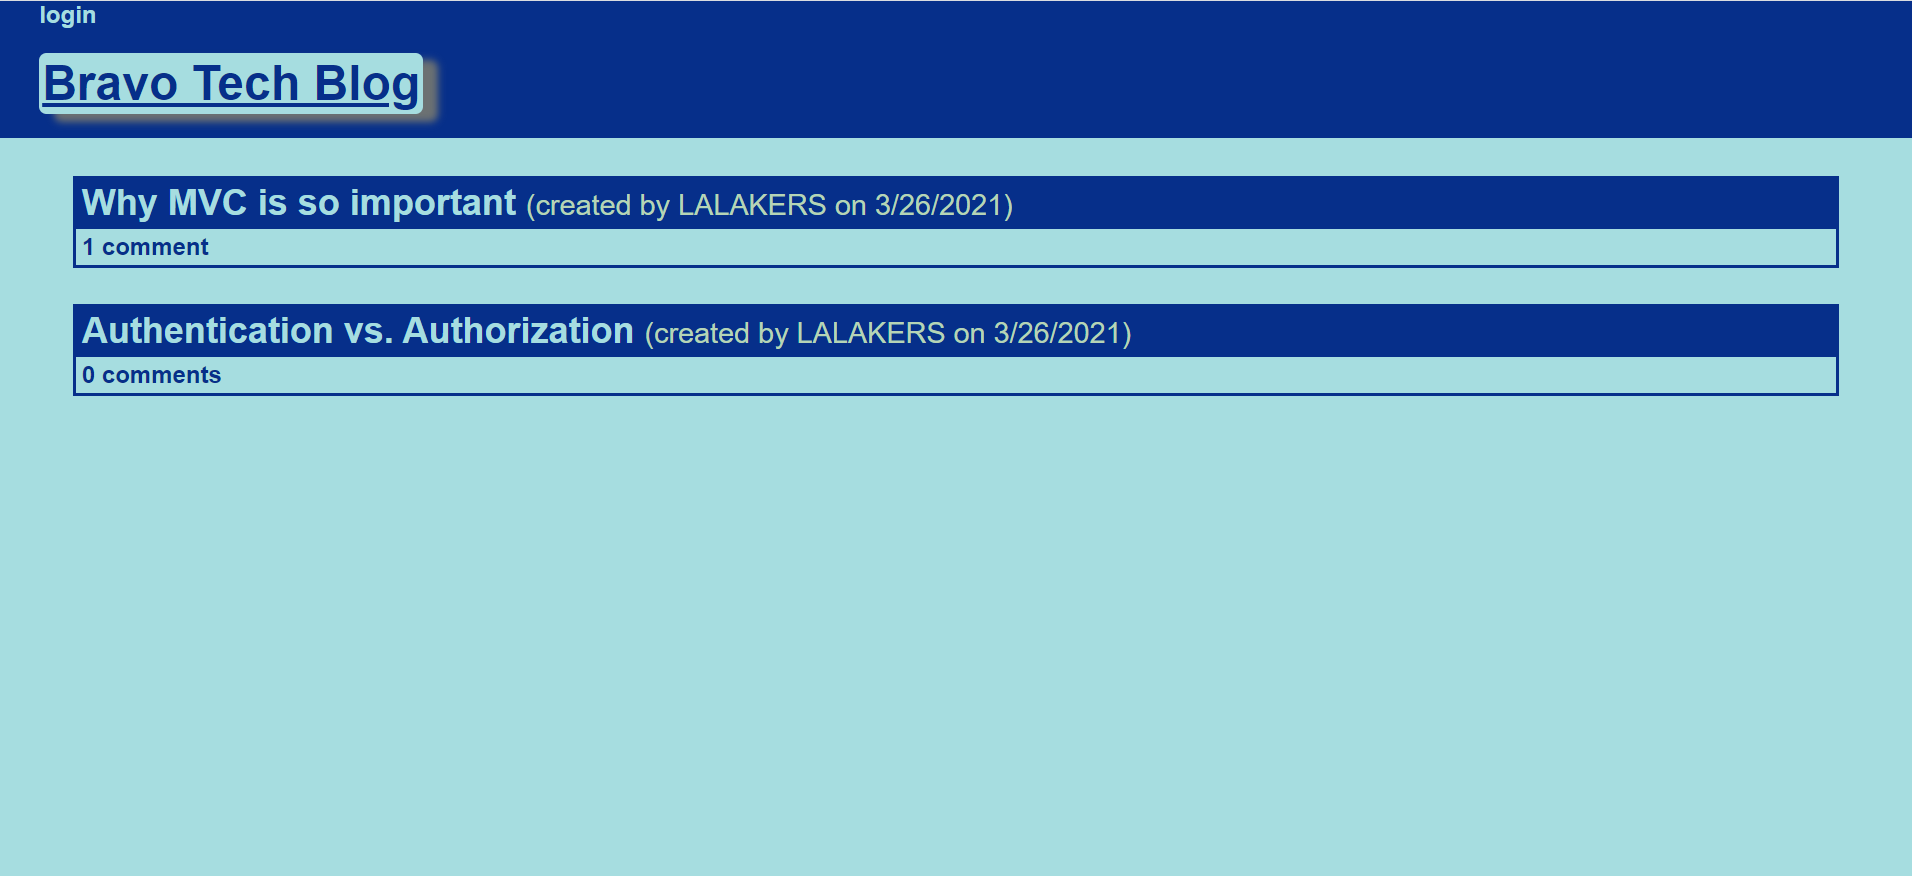 login
Bravo Tech Blog
Why MVC is so important (created by LALAKERS on 3/26/2021)
1 comment
Authentication vs. Authorization (created by LALAKERS on 3/26/2021)
0 comments